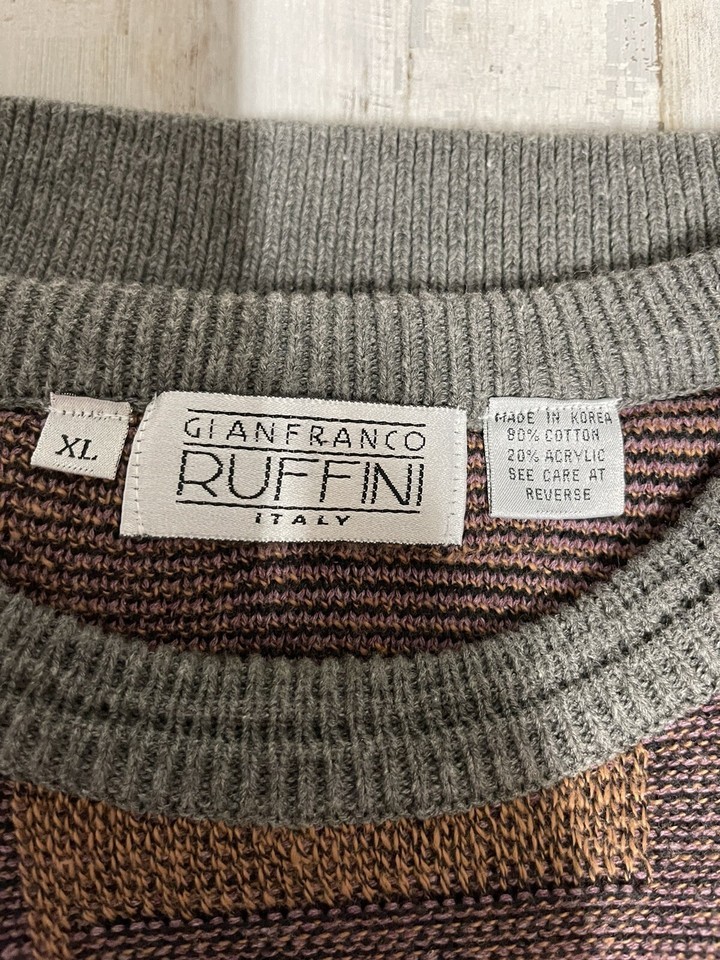 XL
GIANFRANCO
RUFFINI
ITALY
MADE IN KOREA
80% COTTON
20% ACRYLIC
SEE CARE AT
REVERSE